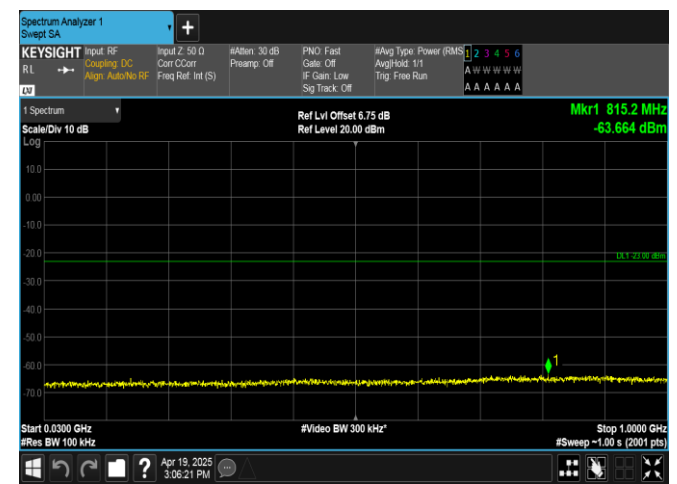 Spectrum Analyzer 1
Swept SA
KEYSIGHT
RL
LXI
Input: RF
Coupling: DC
Align: Auto/No RF
Input Z: 50 Ω
Corr CCorr
Freq Ref: Int (S)
#Atten: 30 dB
Preamp: Off
PNO: Fast
Gate: Off
IF Gain: Low
Sig Track: Off
#Avg Type: Power (RMS
Avg|Hold: 1/1
Trig: Free Run
1 2 3 4 5 6
A W W W W W
A A A A A A
1 Spectrum
Scale/Div 10 dB
Log
Ref Lvl Offset 6.75 dB
Ref Level 20.00 dBm
Mkr1 815.2 MHz
-63.664 dBm
10.0
0.00
-10.0
-20.0
DL1 -23.00 dBm
-30.0
-40.0
-50.0
-60.0
1
-70.0
Start 0.0300 GHz
#Video BW 300 kHz*
Stop 1.0000 GHz
#Res BW 100 kHz
#Sweep ~1.00 s (2001 pts)
?
Apr 19, 2025
3:06:21 PM